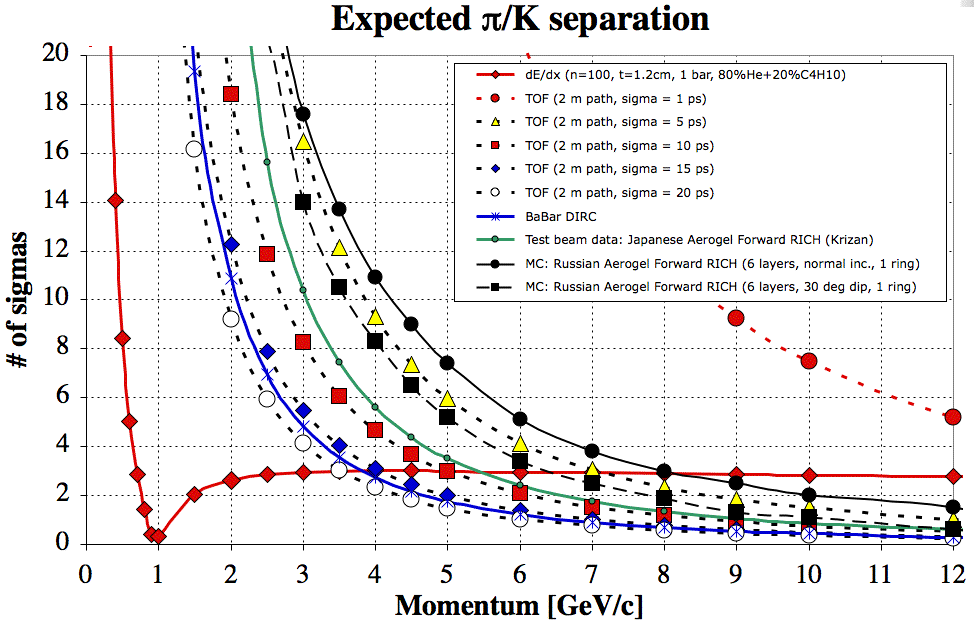 Expected π/K separation
# of sigmas
20
18
16
14
12
10
8
6
4
2
0
dE/dx (n=100, t=1.2cm, 1 bar, 80%He+20%C4H10)
TOF (2 m path, sigma = 1 ps)
TOF (2 m path, sigma = 5 ps)
TOF (2 m path, sigma = 10 ps)
TOF (2 m path, sigma = 15 ps)
TOF (2 m path, sigma = 20 ps)
BaBar DIRC
Test beam data: Japanese Aerogel Forward RICH (Krizan)
MC: Russian Aerogel Forward RICH (6 layers, normal inc., 1 ring)
MC: Russian Aerogel Forward RICH (6 layers, 30 deg dip, 1 ring)
0 1 2 3 4 5 6 7 8 9 10 11 12
Momentum [GeV/c]